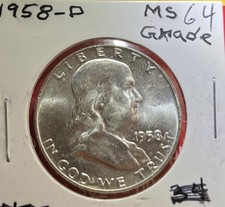 1958-D
MS64
Grade
LIBERTY
1958
IN GOD WE TRUST